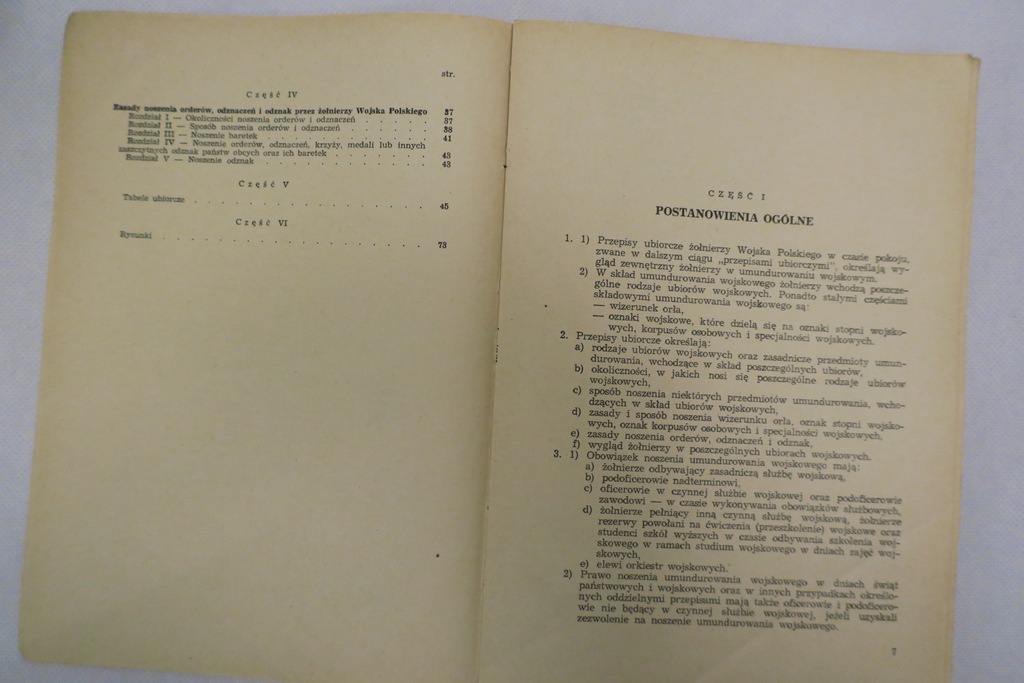 str.
Część IV
Zasady noszenia orderów, odznaczeń i odznak przez żołnierzy Wojska Polskiego 37
Rozdział I — Okoliczności noszenia orderów i odznaczeń . . . . . 37
Rozdział II — Sposób noszenia orderów i odznaczeń . . . . . . 38
Rozdział III — Noszenie baretek . . . . . . . . . . . . 41
Rozdział IV — Noszenie orderów, odznaczeń, krzyży, medali lub innych
zaszczytnych odznak państw obcych oraz ich baretek . . . . . . . 43
Rozdział V — Noszenie odznak . . . . . . . . . . . . 43
Część V
Tabele ubiorcze . . . . . . . . . . . . . . . . . 45
Część VI
Rysunki . . . . . . . . . . . . . . . . . . . 73
CZĘŚĆ I
POSTANOWIENIA OGÓLNE
1. 1) Przepisy ubiorcze żołnierzy Wojska Polskiego w czasie pokoju,
zwane w dalszym ciągu „przepisami ubiorczymi”, określają wy-
gląd zewnętrzny żołnierzy w umundurowaniu wojskowym.
2) W skład umundurowania wojskowego żołnierzy wchodzą poszcze-
gólne rodzaje ubiorów wojskowych. Ponadto stałymi częściami
składowymi umundurowania wojskowego są:
— wizerunek orła,
— oznaki wojskowe, które dzielą się na oznaki stopni wojsko-
wych, korpusów osobowych i specjalności wojskowych.
2. Przepisy ubiorcze określają:
a) rodzaje ubiorów wojskowych oraz zasadnicze przedmioty umun-
durowania, wchodzące w skład poszczególnych ubiorów,
b) okoliczności, w jakich nosi się poszczególne rodzaje ubiorów
wojskowych,
c) sposób noszenia niektórych przedmiotów umundurowania, wcho-
dzących w skład ubiorów wojskowych,
d) zasady i sposób noszenia wizerunku orła, oznak stopni wojsko-
wych, oznak korpusów osobowych i specjalności wojskowych,
e) zasady noszenia orderów, odznaczeń i odznak,
f) wygląd żołnierzy w poszczególnych ubiorach wojskowych.
3. 1) Obowiązek noszenia umundurowania wojskowego mają:
a) żołnierze odbywający zasadniczą służbę wojskową,
b) podoficerowie nadterminowi,
c) oficerowie w czynnej służbie wojskowej oraz podoficerowie
zawodowi — w czasie wykonywania obowiązków służbowych,
d) żołnierze pełniący inną czynną służbę wojskową, żołnierze
rezerwy powołani na ćwiczenia (przeszkolenie) wojskowe oraz
studenci szkół wyższych w czasie odbywania szkolenia woj-
skowego w ramach studium wojskowego w dniach zajęć woj-
skowych,
e) elewi orkiestr wojskowych.
2) Prawo noszenia umundurowania wojskowego w dniach świąt
państwowych i wojskowych oraz w innych przypadkach określo-
nych oddzielnymi przepisami mają także oficerowie i podoficero-
wie nie będący w czynnej służbie wojskowej, jeżeli uzyskali
zezwolenie na noszenie umundurowania wojskowego.
7